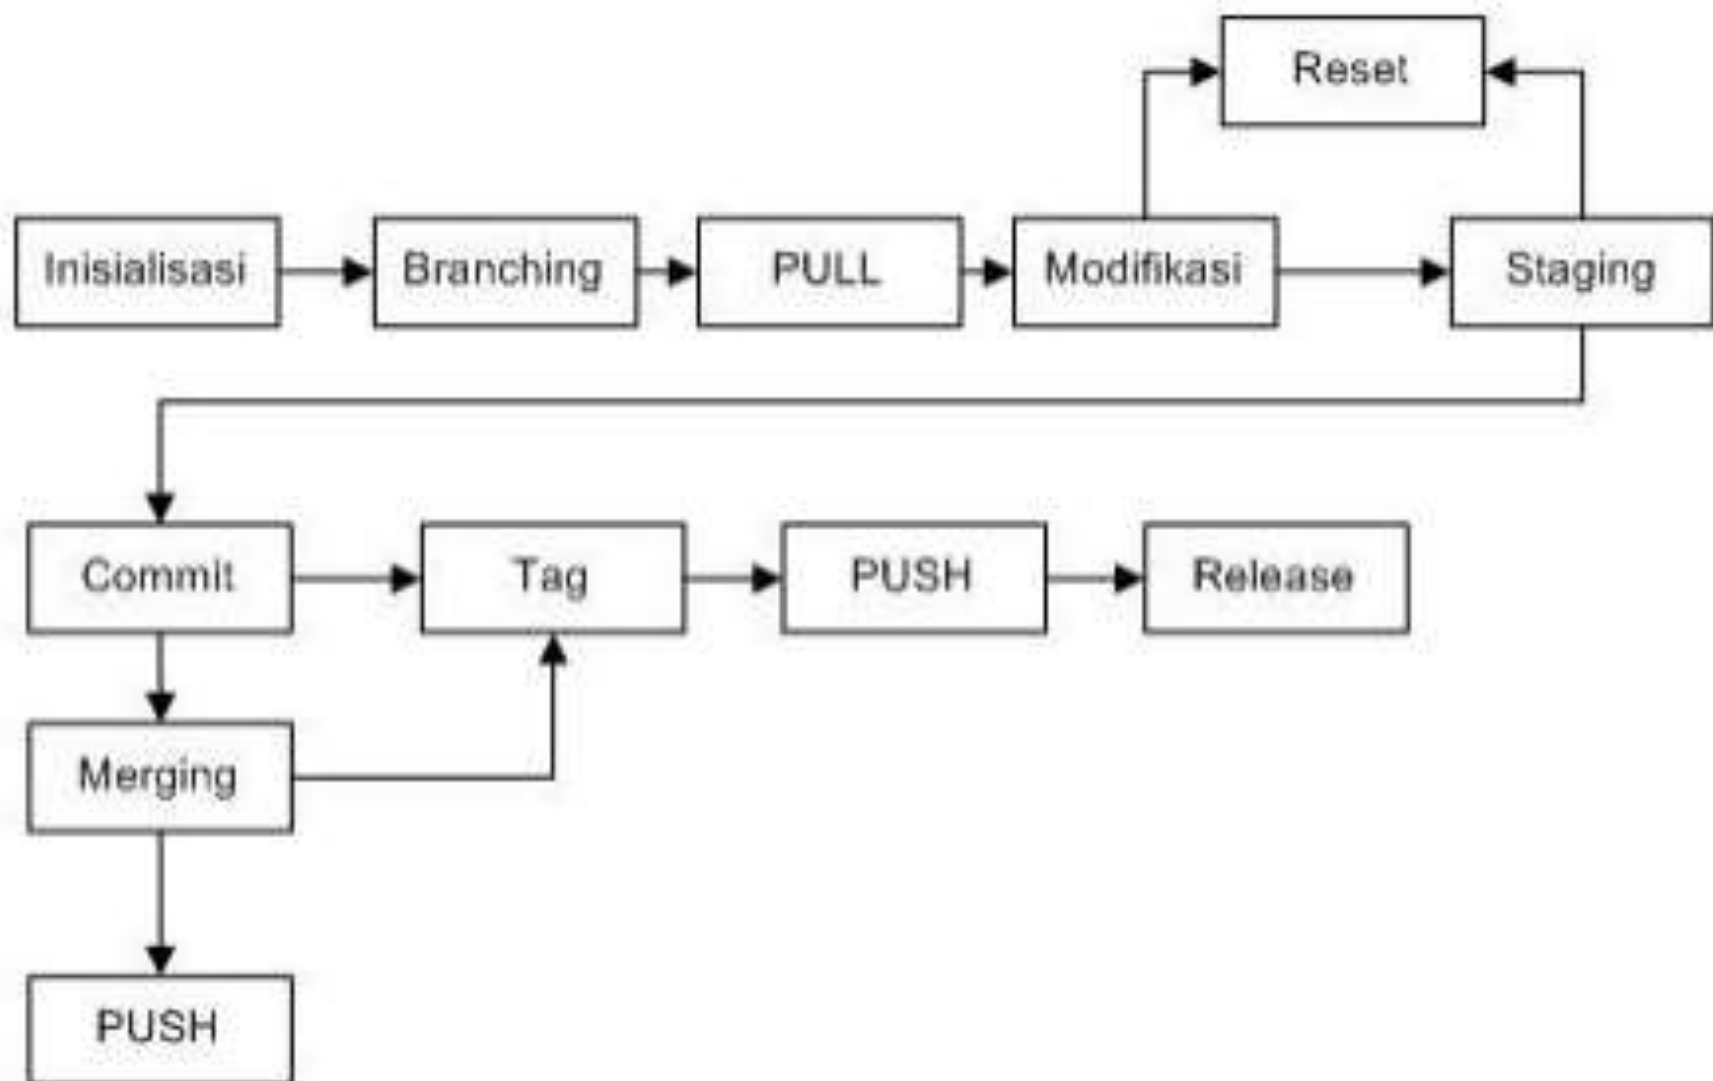 Reset
Inisialisasi
Branching
PULL
Modifikasi
Staging
Commit
Tag
PUSH
Release
Merging
PUSH